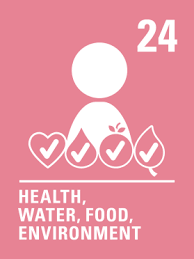 24
HEALTH,
WATER, FOOD,
ENVIRONMENT